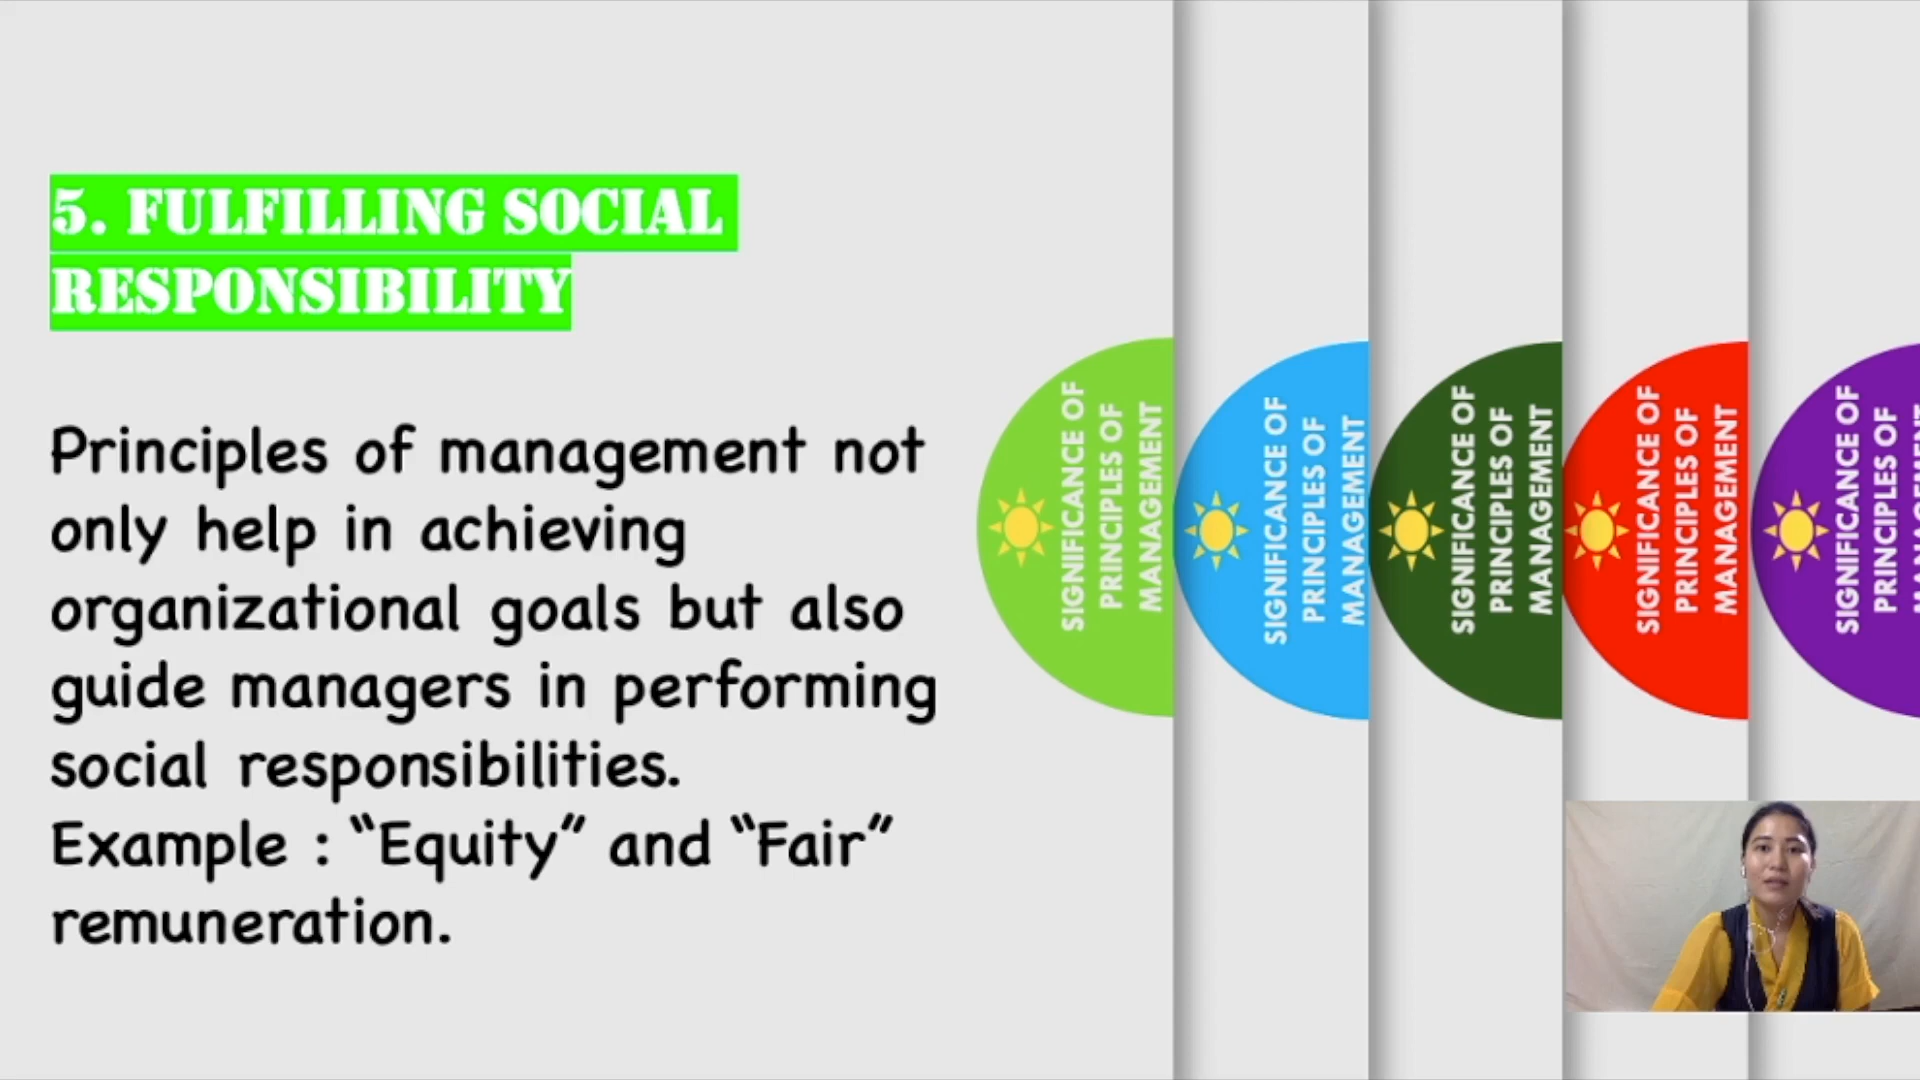 5. FULFILLING SOCIAL
RESPONSIBILITY
Principles of management not
only help in achieving
organizational goals but also
guide managers in performing
social responsibilities.
Example : “Equity” and “Fair”
remuneration.
SIGNIFICANCE OF
PRINCIPLES OF
MANAGEMENT
SIGNIFICANCE OF
PRINCIPLES OF
MANAGEMENT
SIGNIFICANCE OF
PRINCIPLES OF
MANAGEMENT
SIGNIFICANCE OF
PRINCIPLES OF
MANAGEMENT
SIGNIFICANCE OF
PRINCIPLES OF